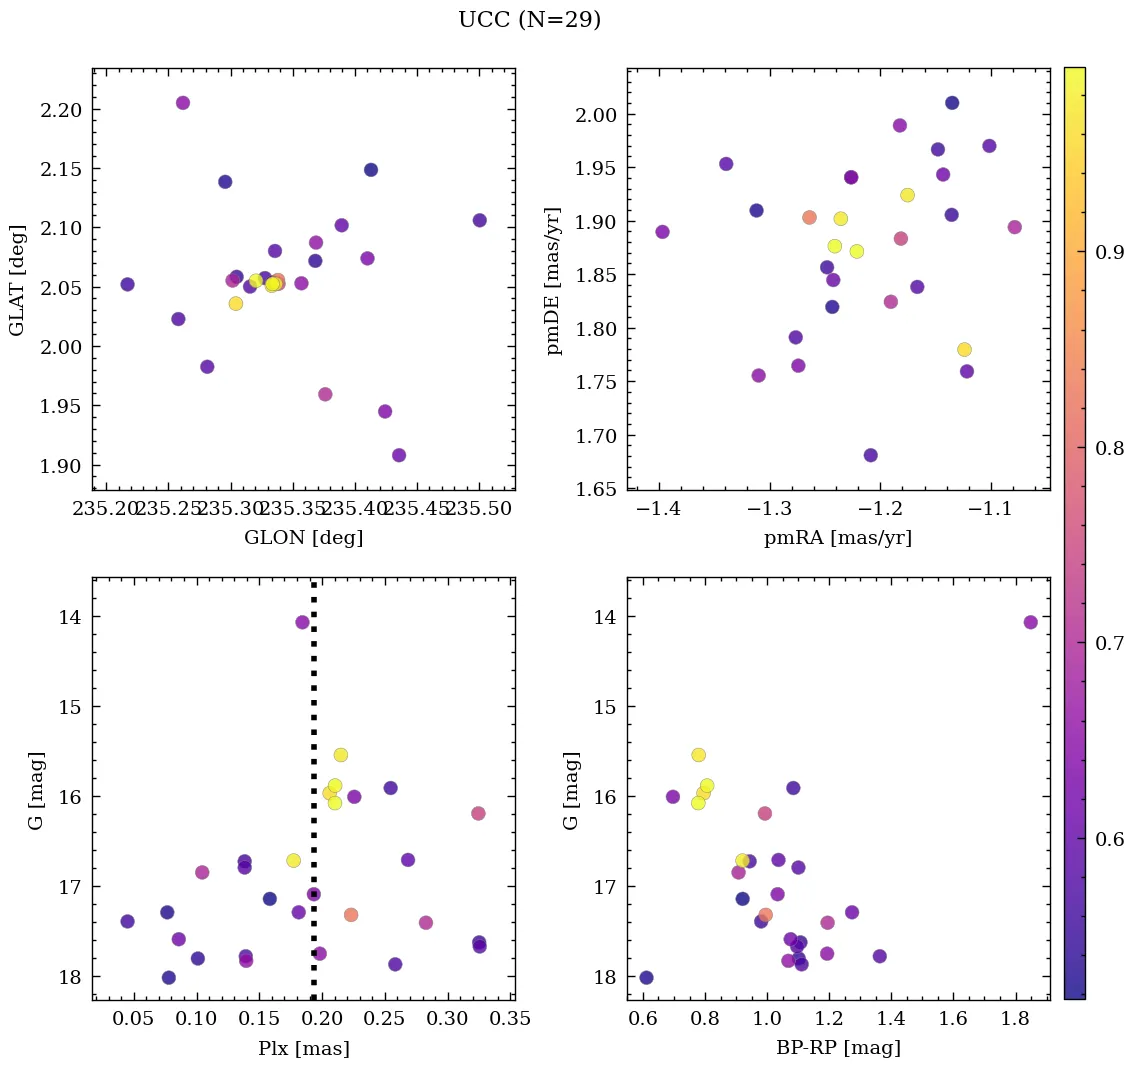 UCC (N=29)
2.20
2.15
2.10
2.05
2.00
1.95
1.90
GLAT [deg]
235.20 235.25 235.30 235.35 235.40 235.45 235.50
GLON [deg]
2.00
1.95
1.90
1.85
1.80
1.75
1.70
1.65
pmDE [mas/yr]
−1.4 −1.3 −1.2 −1.1
pmRA [mas/yr]
14
15
16
17
18
G [mag]
0.05 0.10 0.15 0.20 0.25 0.30 0.35
Plx [mas]
14
15
16
17
18
G [mag]
0.6 0.8 1.0 1.2 1.4 1.6 1.8
BP-RP [mag]
0.9
0.8
0.7
0.6